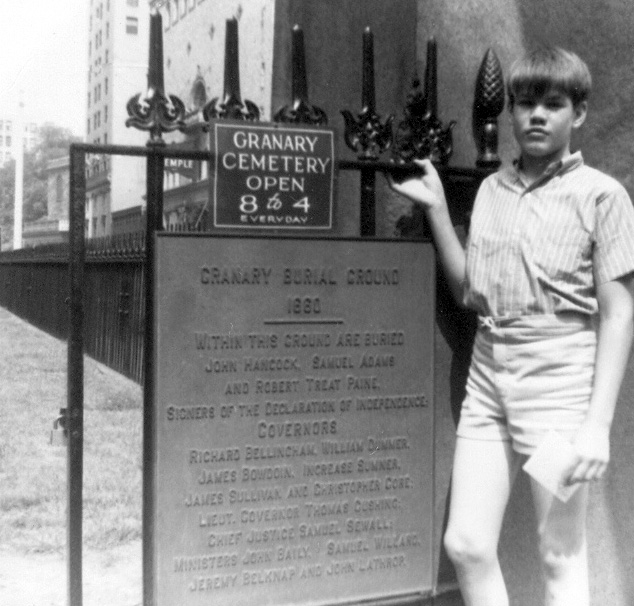 GRANARY
CEMETERY
OPEN
8 to 4
EVERYDAY
EMPLE
GRANARY BURIAL GROUND
1660
WITHIN THIS GROUND ARE BURIED
JOHN HANCOCK, SAMUEL ADAMS
AND ROBERT TREAT PAINE,
SIGNERS OF THE DECLARATION OF INDEPENDENCE;
GOVERNORS
RICHARD BELLINGHAM, WILLIAM DUMMER,
JAMES BOWDOIN, INCREASE SUMNER,
JAMES SULLIVAN, AND CHRISTOPHER GORE;
LIEUT. GOVERNOR THOMAS CUSHING;
CHIEF JUSTICE SAMUEL SEWALL;
MINISTERS JOHN BAILY, SAMUEL WILLARD,
JEREMY BELKNAP AND JOHN LATHROP.